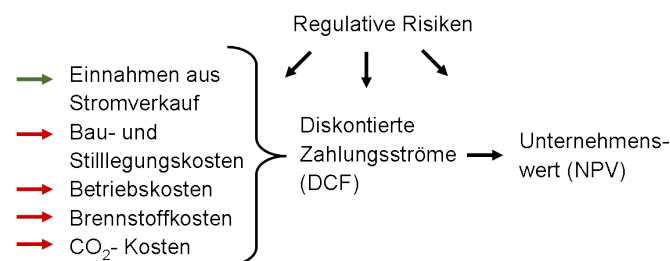 Regulative Risiken
Einnahmen aus
Stromverkauf
Bau- und
Stilllegungskosten
Betriebskosten
Brennstoffkosten
CO₂- Kosten
Diskontierte
Zahlungsströme
(DCF)
Unternehmens-
wert (NPV)